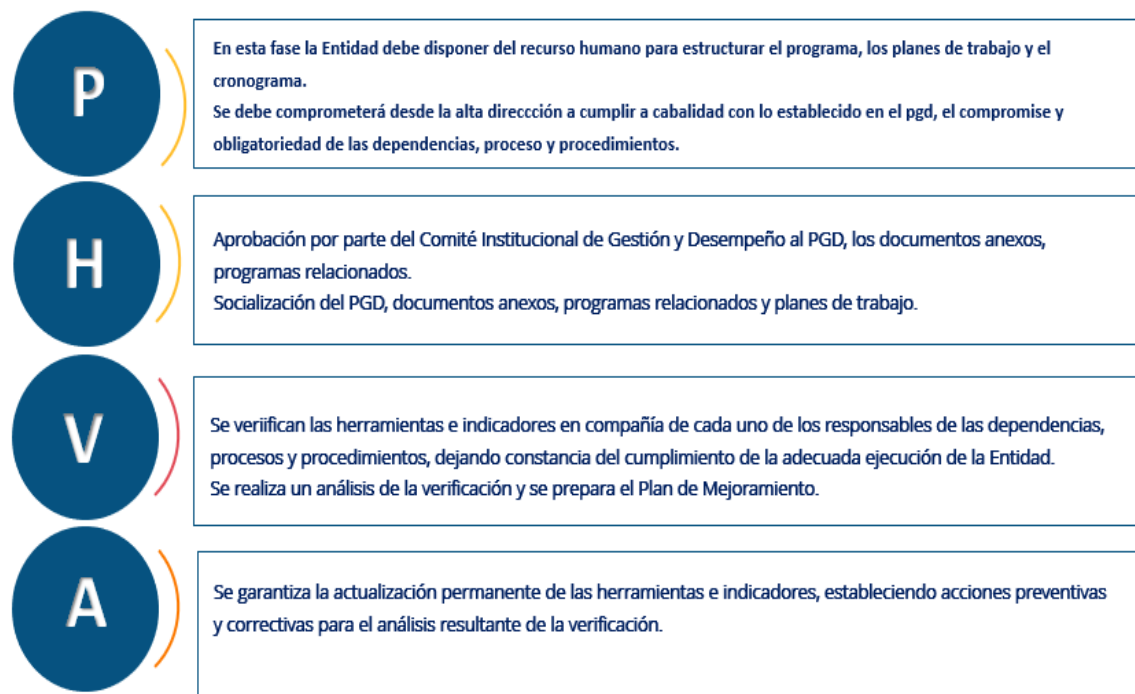 P
En esta fase la Entidad debe disponer del recurso humano para estructurar el programa, los planes de trabajo y el
cronograma.
Se debe comprometerá desde la alta direccción a cumplir a cabalidad con lo establecido en el pgd, el compromise y
obligatoriedad de las dependencias, proceso y procedimientos.
H
Aprobación por parte del Comité Institucional de Gestión y Desempeño al PGD, los documentos anexos,
programas relacionados.
Socialización del PGD, documentos anexos, programas relacionados y planes de trabajo.
V
Se veriifican las herramientas e indicadores en compañía de cada uno de los responsables de las dependencias,
procesos y procedimientos, dejando constancia del cumplimiento de la adecuada ejecución de la Entidad.
Se realiza un análisis de la verificación y se prepara el Plan de Mejoramiento.
A
Se garantiza la actualización permanente de las herramientas e indicadores, estableciendo acciones preventivas
y correctivas para el análisis resultante de la verificación.